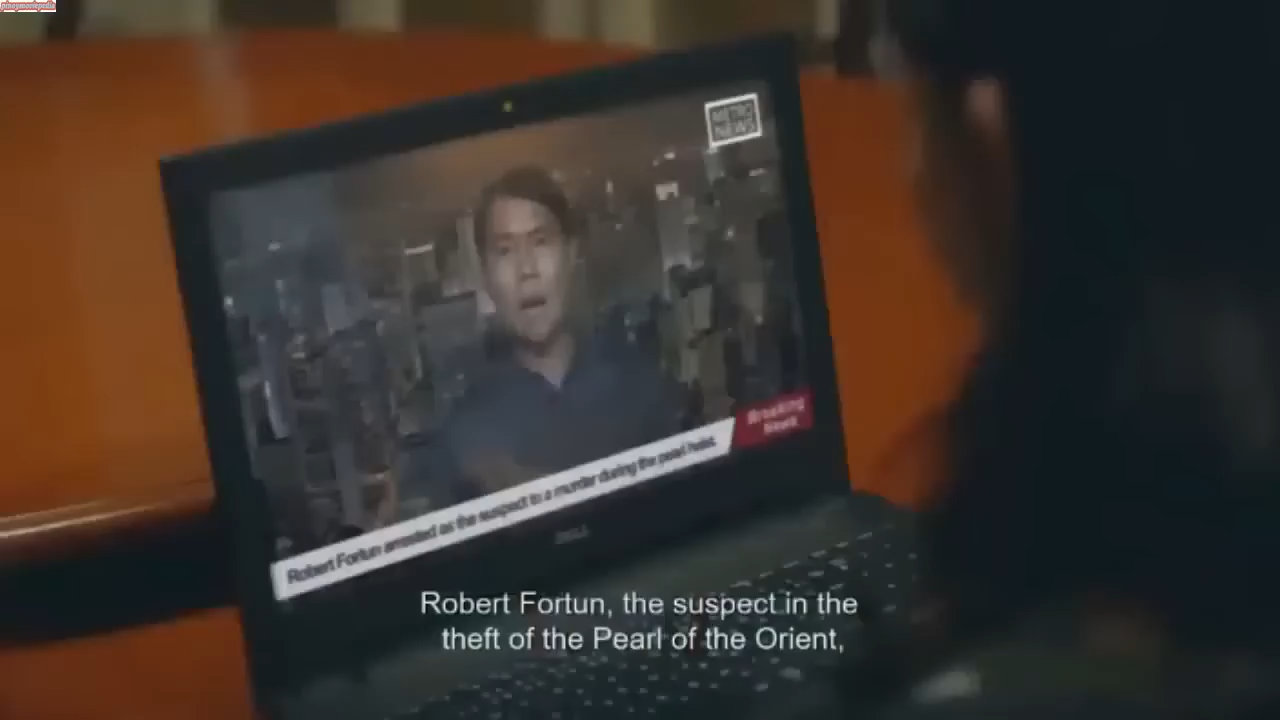 pinoymoviepedia
METRO
NEWS
Breaking
News
Robert Fortun arrested as the suspect to a murder during the pearl heist.
DELL
Robert Fortun, the suspect in the
theft of the Pearl of the Orient,